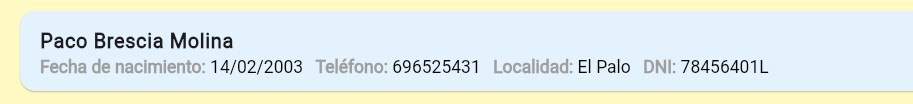 Paco Brescia Molina
Fecha de nacimiento: 14/02/2003 Teléfono: 696525431 Localidad: El Palo DNI: 78456401L